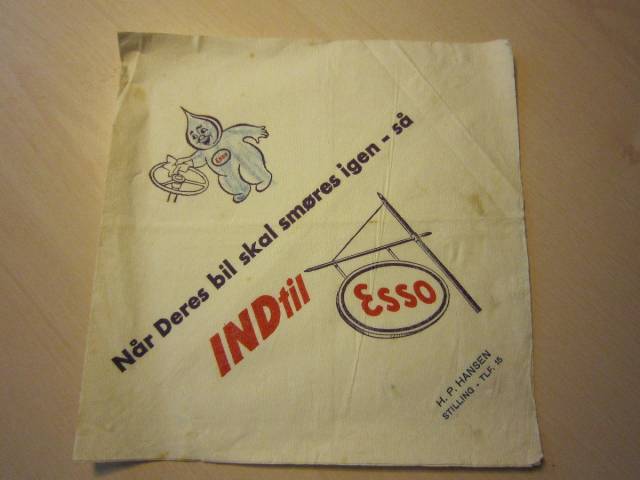 Esso
Når Deres bil skal smøres igen - så
INDtil
Esso
H. P. HANSEN
STILLING - TLF. 15